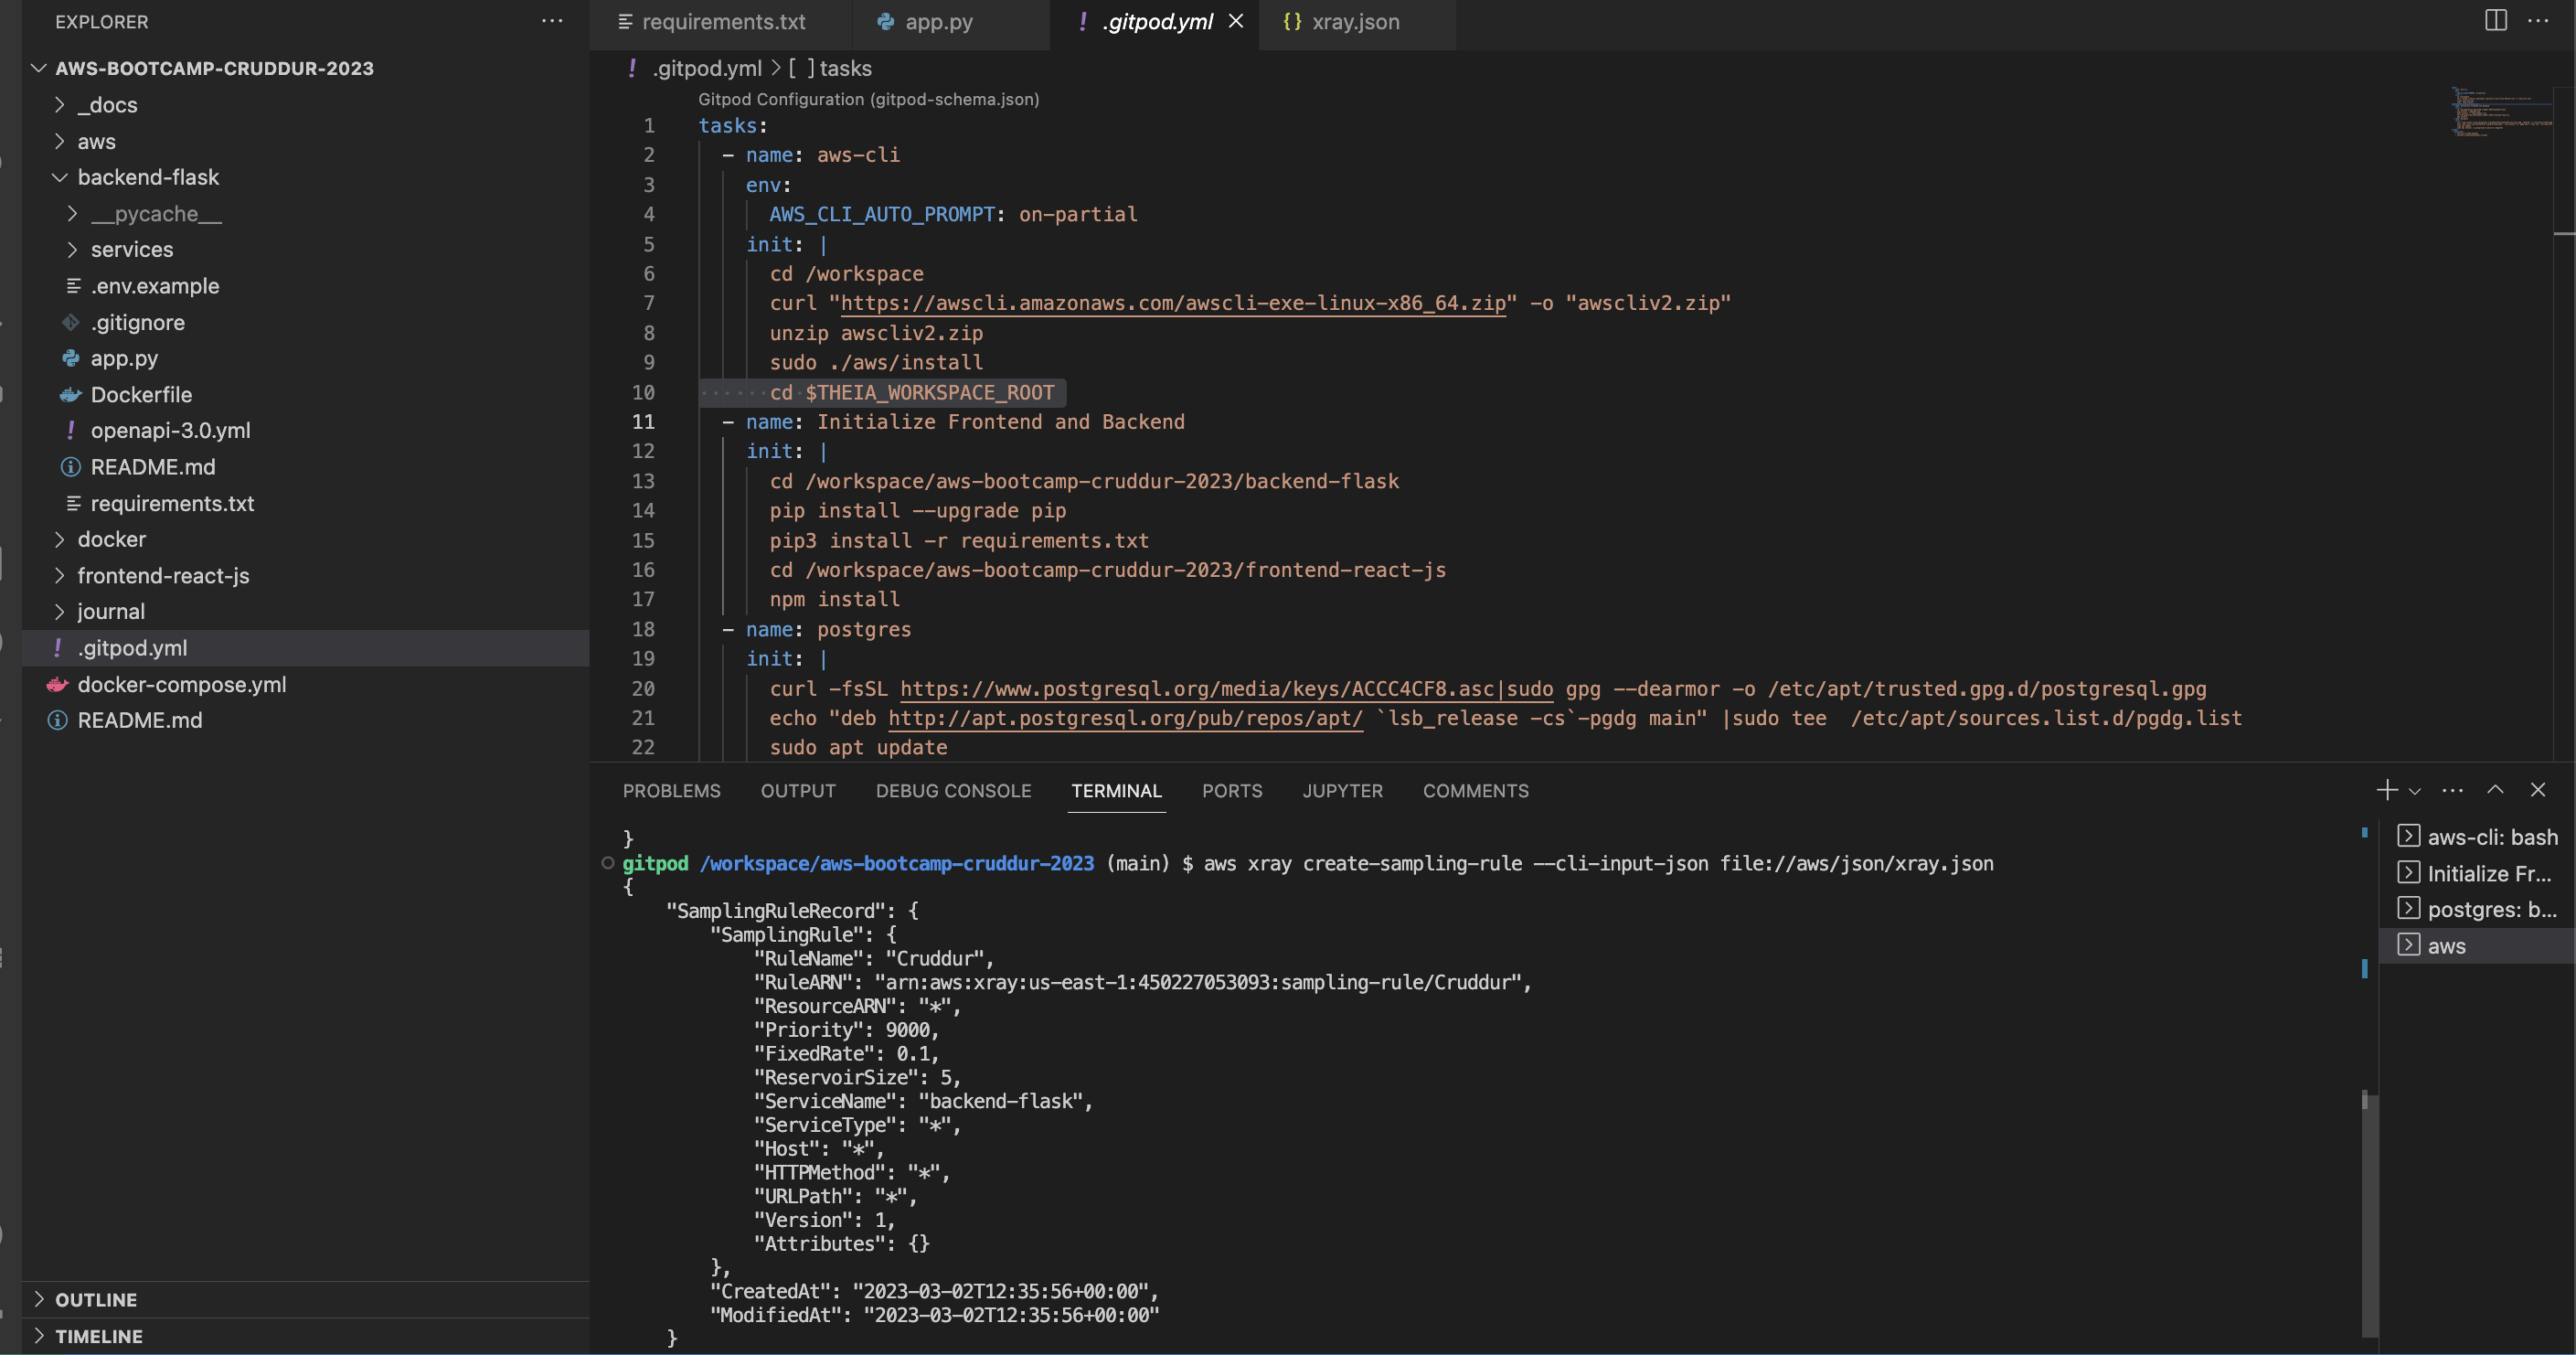 EXPLORER
AWS-BOOTCAMP-CRUDDUR-2023
_docs
aws
backend-flask
__pycache__
services
.env.example
.gitignore
app.py
Dockerfile
openapi-3.0.yml
README.md
requirements.txt
docker
frontend-react-js
journal
.gitpod.yml
docker-compose.yml
README.md
OUTLINE
TIMELINE
requirements.txt
app.py
.gitpod.yml
xray.json
.gitpod.yml > [ ] tasks
Gitpod Configuration (gitpod-schema.json)
1 tasks:
2 - name: aws-cli
3 env:
4 AWS_CLI_AUTO_PROMPT: on-partial
5 init: |
6 cd /workspace
7 curl "https://awscli.amazonaws.com/awscli-exe-linux-x86_64.zip" -o "awscliv2.zip"
8 unzip awscliv2.zip
9 sudo ./aws/install
10 cd $THEIA_WORKSPACE_ROOT
11 - name: Initialize Frontend and Backend
12 init: |
13 cd /workspace/aws-bootcamp-cruddur-2023/backend-flask
14 pip install --upgrade pip
15 pip3 install -r requirements.txt
16 cd /workspace/aws-bootcamp-cruddur-2023/frontend-react-js
17 npm install
18 - name: postgres
19 init: |
20 curl -fsSL https://www.postgresql.org/media/keys/ACCC4CF8.asc|sudo gpg --dearmor -o /etc/apt/trusted.gpg.d/postgresql.gpg
21 echo "deb http://apt.postgresql.org/pub/repos/apt/ `lsb_release -cs`-pgdg main" |sudo tee  /etc/apt/sources.list.d/pgdg.list
22 sudo apt update
PROBLEMS OUTPUT DEBUG CONSOLE TERMINAL PORTS JUPYTER COMMENTS
}
gitpod /workspace/aws-bootcamp-cruddur-2023 (main) $ aws xray create-sampling-rule --cli-input-json file://aws/json/xray.json
{
"SamplingRuleRecord": {
"SamplingRule": {
"RuleName": "Cruddur",
"RuleARN": "arn:aws:xray:us-east-1:450227053093:sampling-rule/Cruddur",
"ResourceARN": "*",
"Priority": 9000,
"FixedRate": 0.1,
"ReservoirSize": 5,
"ServiceName": "backend-flask",
"ServiceType": "*",
"Host": "*",
"HTTPMethod": "*",
"URLPath": "*",
"Version": 1,
"Attributes": {}
},
"CreatedAt": "2023-03-02T12:35:56+00:00",
"ModifiedAt": "2023-03-02T12:35:56+00:00"
}
aws-cli: bash
Initialize Fr...
postgres: b...
aws